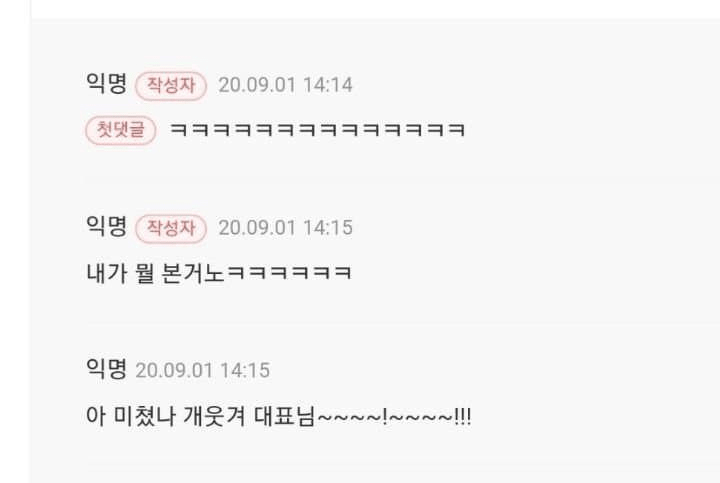 익명 작성자 20.09.01 14:14
첫댓글 ㅋㅋㅋㅋㅋㅋㅋㅋㅋㅋㅋㅋㅋㅋ
익명 작성자 20.09.01 14:15
내가 뭘 본거노ㅋㅋㅋㅋㅋㅋ
익명 20.09.01 14:15
아 미쳤나 개웃겨 대표님~~~~!~~~~!!!